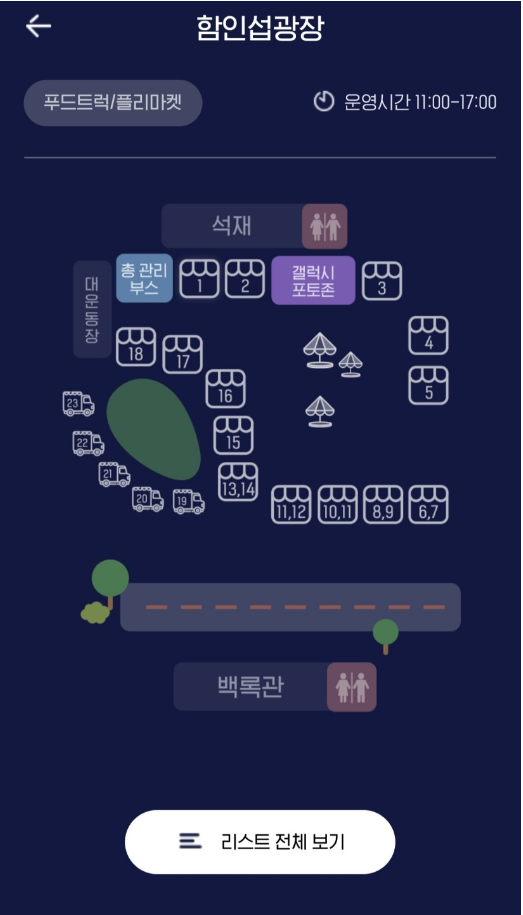 함인섭광장
푸드트럭/플리마켓
운영시간 11:00-17:00
석재
대운동장
총 관리
부스
1
2
갤럭시
포토존
3
4
5
18
17
16
15
13,14
23
22
21
20
19
11,12
10,11
8,9
6,7
백록관
리스트 전체 보기